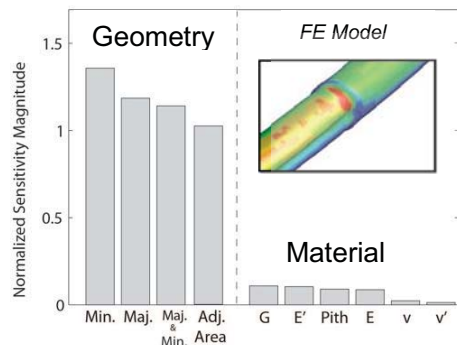 Geometry
FE Model
Normalized Sensitivity Magnitude
1.5
1
0.5
0
Material
Min.
Maj.
Maj.
&
Min.
Adj.
Area
G
E'
Pith
E
v
v'